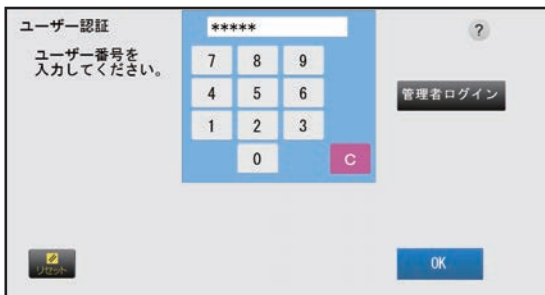 ユーザー認証
*****
?
ユーザー番号を
入力してください。
7 8 9
4 5 6
管理者ログイン
1 2 3
0 C
リセット
OK